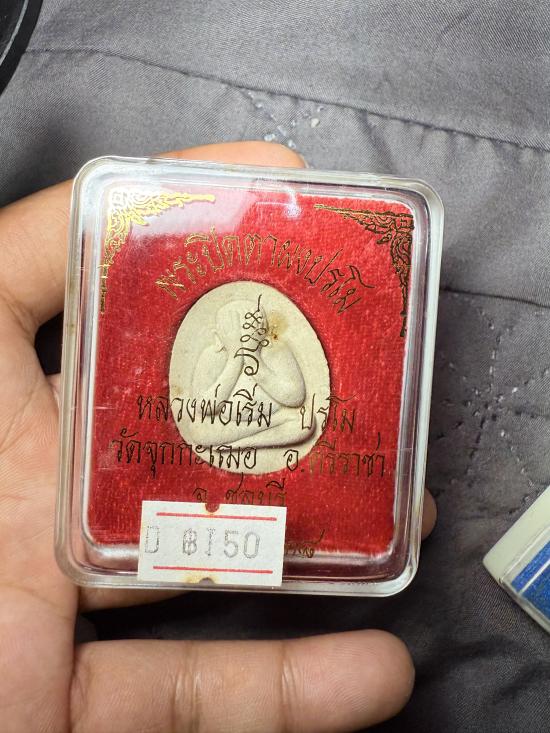 พระปิดตาผงปรโม
หลวงพ่อเริ่ม ปรโม
วัดจุกกะเฌอ อ.ศรีราชา
จ.ชลบุรี
D ฿150